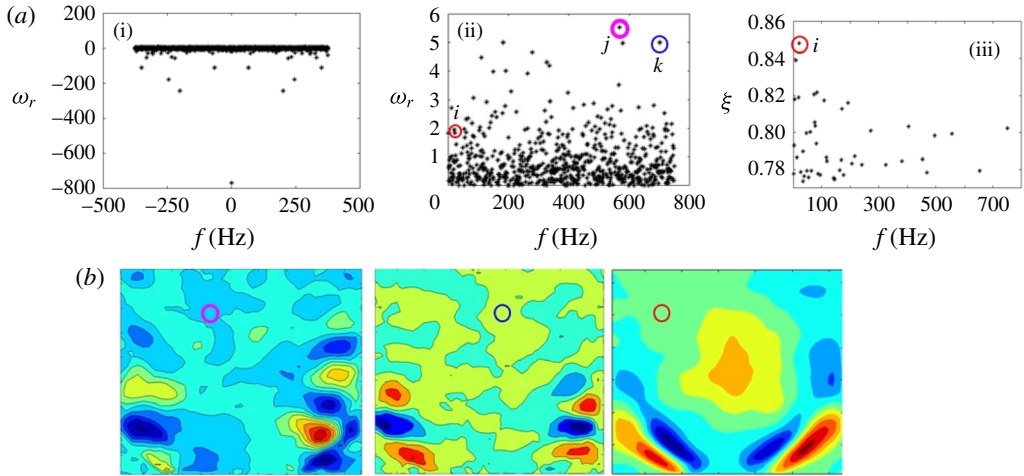 (a)
(i)
200
0
−200
−400
−600
−800
ωr
−500 −250 0 250 500
f (Hz)
(ii)
6
5
4
3
2
1
ωr
i
j
k
0 200 400 600 800
f (Hz)
(iii)
0.86
0.84
0.82
0.80
0.78
ξ
i
100 300 500 700
f (Hz)
(b)